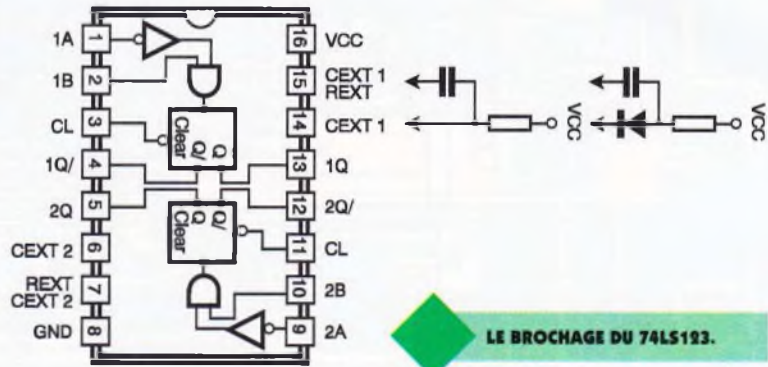 1A 1 16 VCC
1B 2 15 CEXT 1
REXT
CL 3 14 CEXT 1
1Q/ 4 13 1Q
2Q 5 12 2Q/
CEXT 2 6 11 CL
REXT
CEXT 2 7 10 2B
GND 8 9 2A
Clear Q/ Q
Clear Q Q/
VCC
VCC
LE BROCHAGE DU 74LS123.